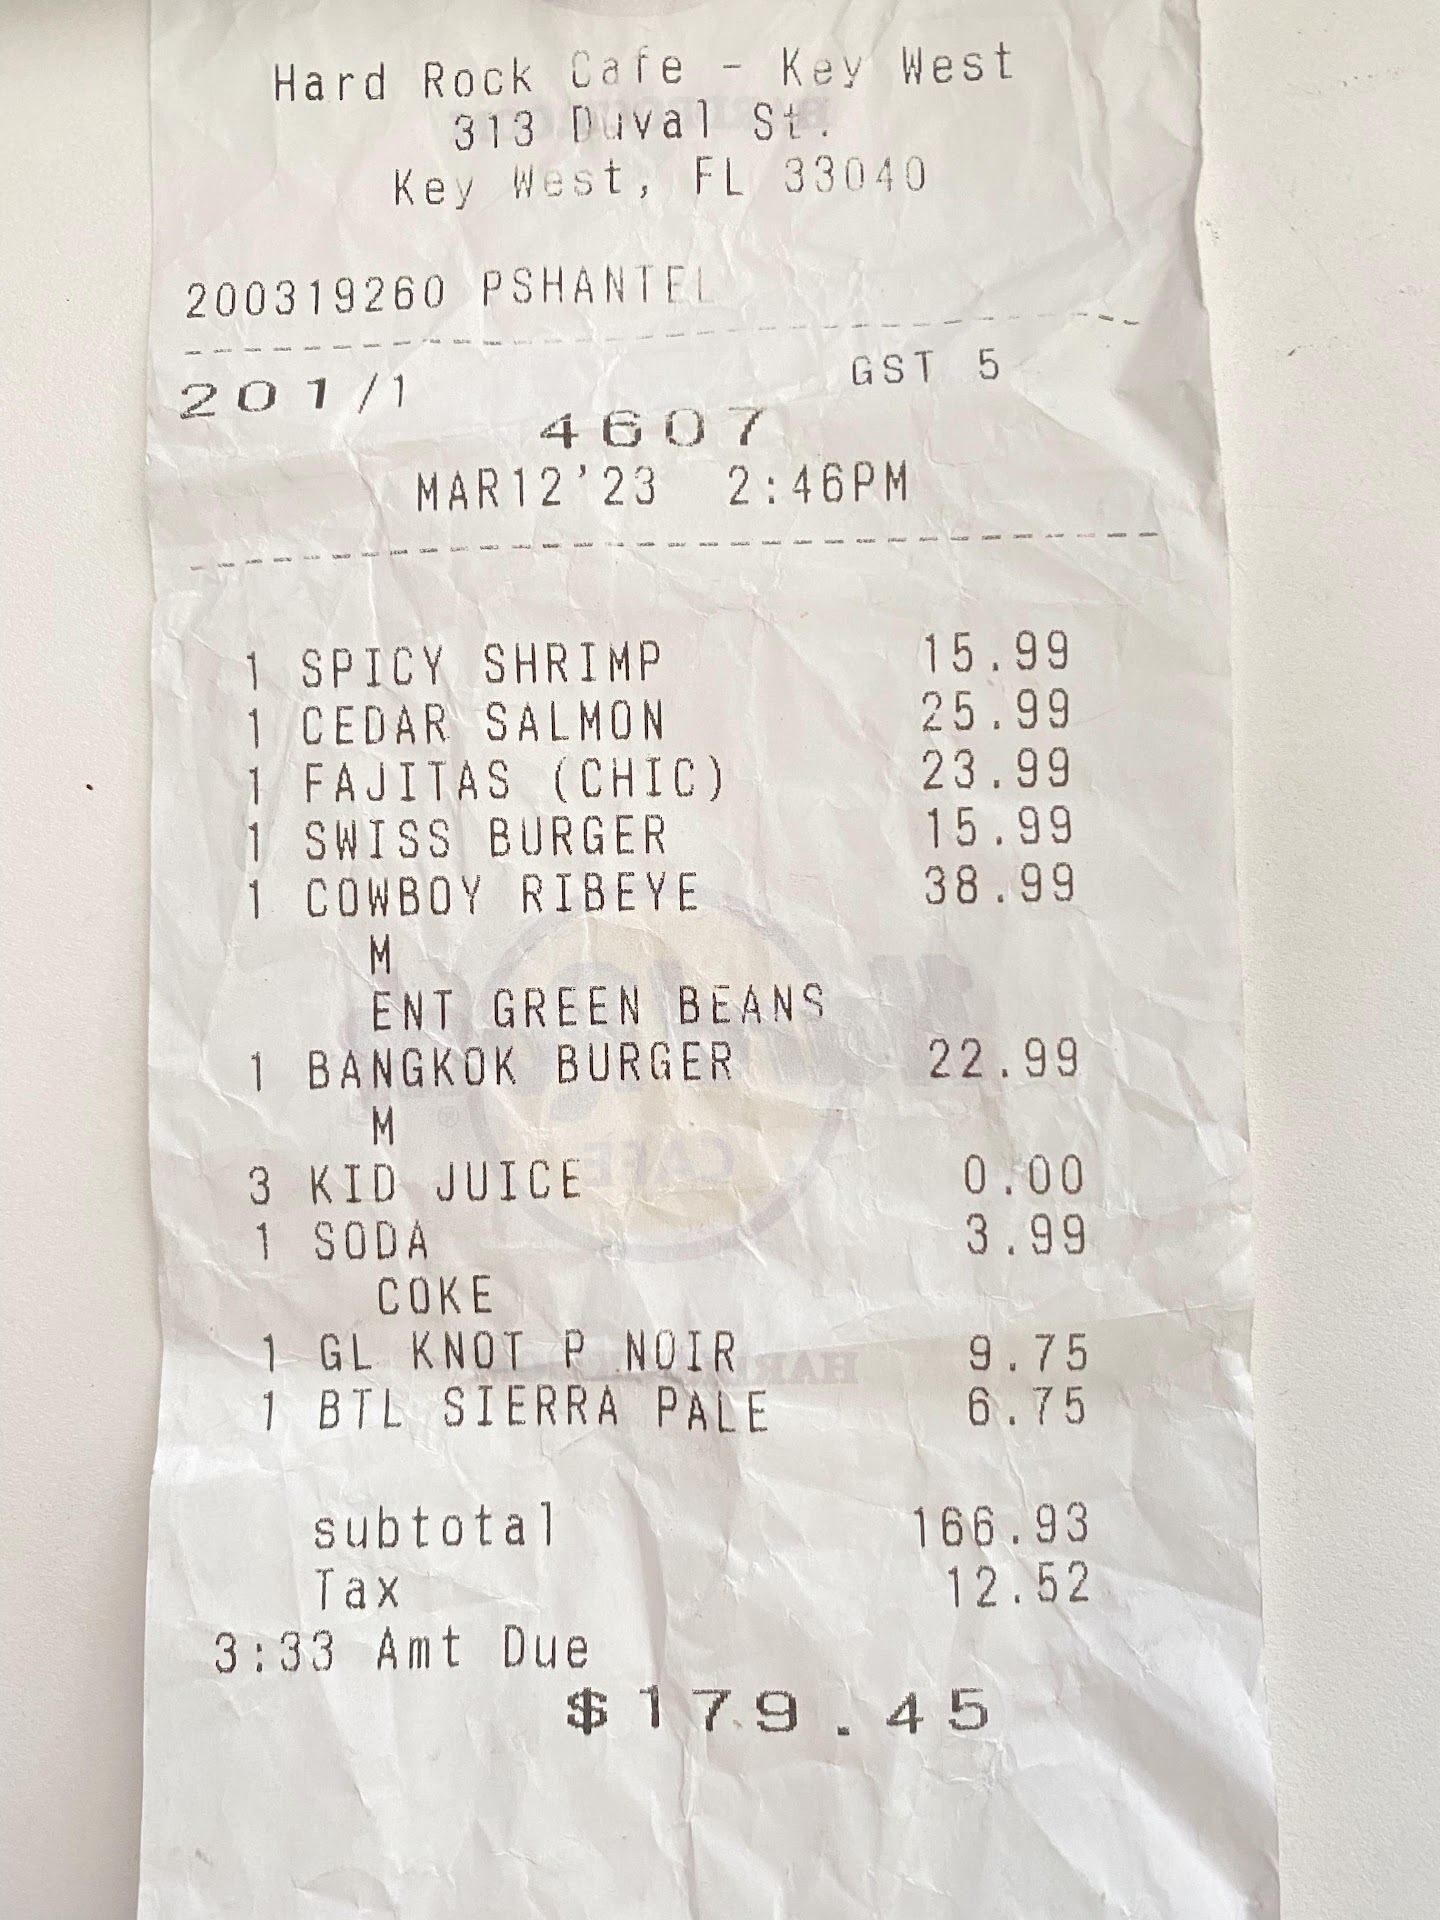 Hard Rock Cafe - Key West
313 Duval St.
Key West, FL 33040
200319260 PSHANTEL
201/1 GST 5
4607
MAR12'23 2:46PM
1 SPICY SHRIMP 15.99
1 CEDAR SALMON 25.99
1 FAJITAS (CHIC) 23.99
1 SWISS BURGER 15.99
1 COWBOY RIBEYE 38.99
M
ENT GREEN BEANS
1 BANGKOK BURGER 22.99
M
3 KID JUICE 0.00
1 SODA 3.99
COKE
1 GL KNOT P NOIR 9.75
1 BTL SIERRA PALE 6.75
subtotal 166.93
Tax 12.52
3:33 Amt Due
$179.45